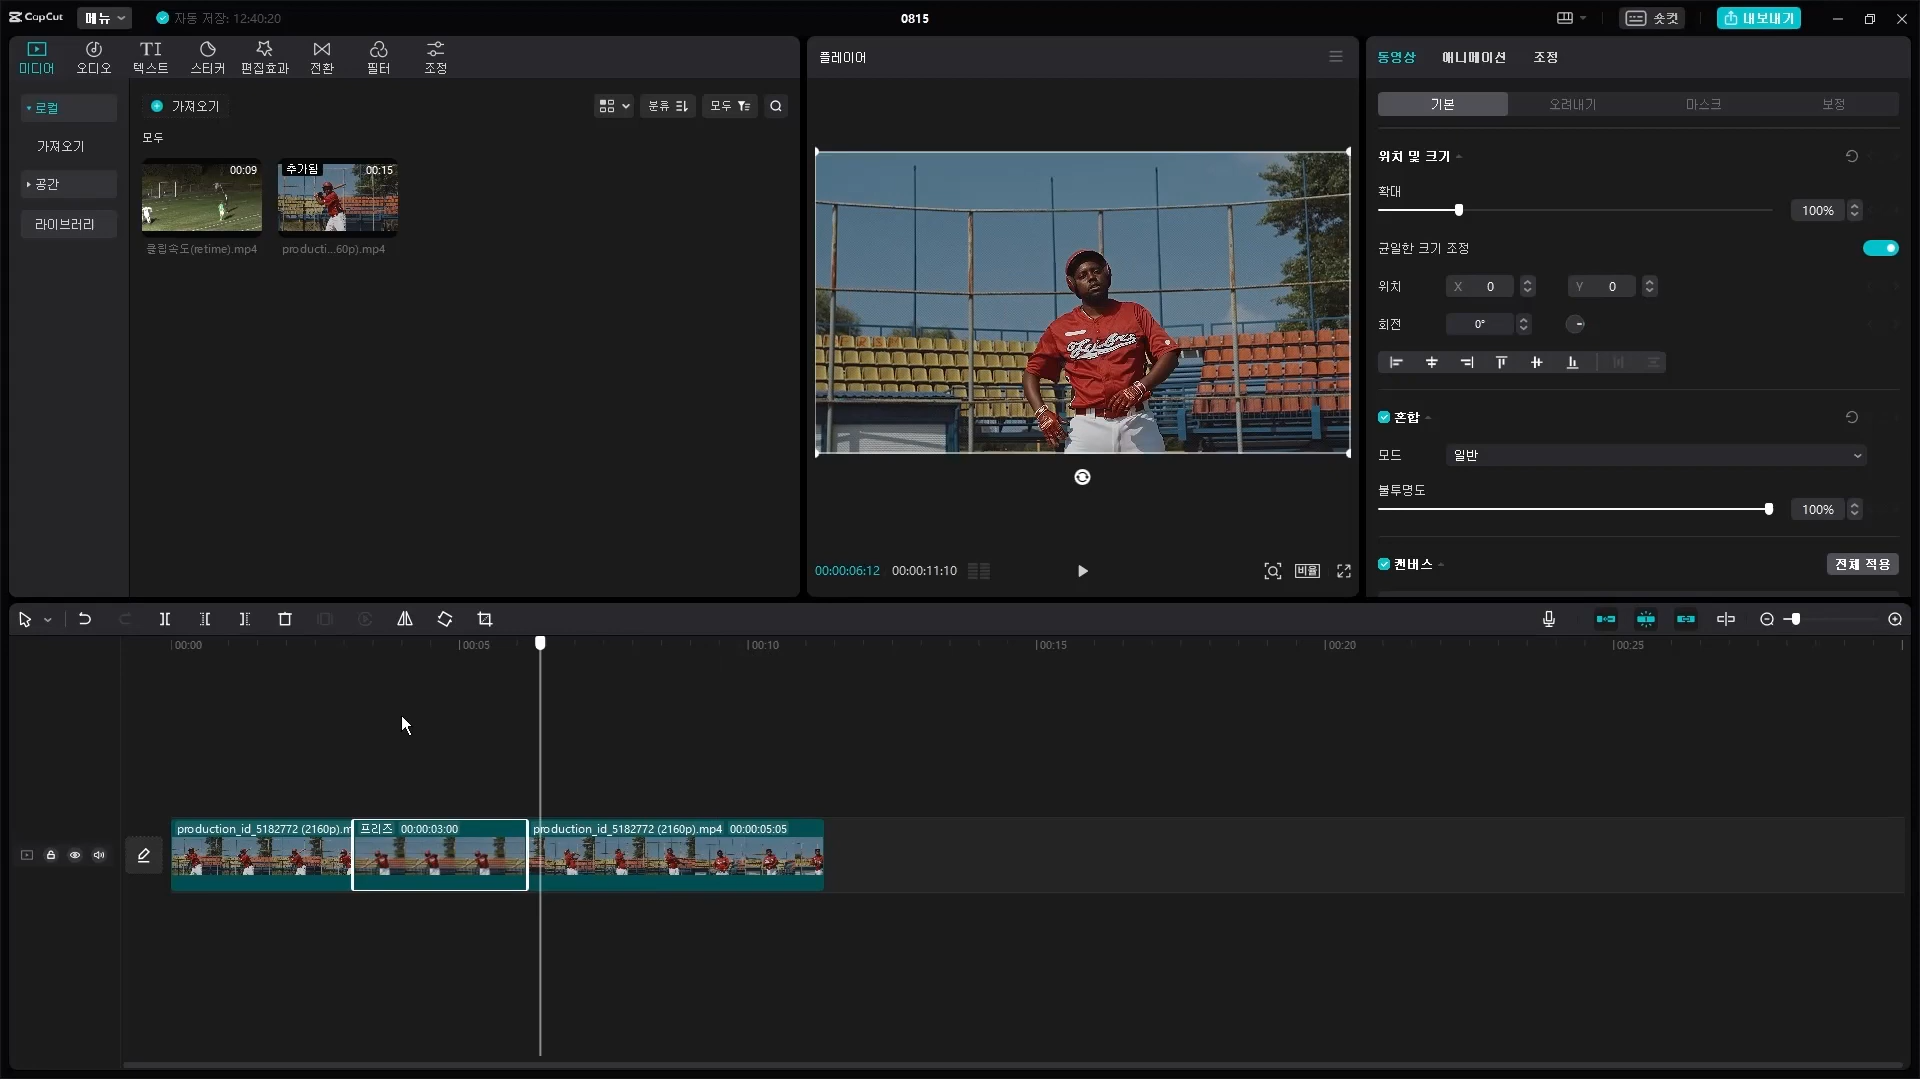 CapCut 메뉴 자동 저장: 12:40:20 0815 숏컷 내보내기
미디어 오디오 텍스트 스티커 편집효과 전환 필터 조정
로컬
가져오기
공간
라이브러리
가져오기 분류 모두
모두
00:09
추가됨 00:15
클립속도(retime).mp4 producti...60p).mp4
플레이어
00:00:06:12 00:00:11:10 비율
동영상 애니메이션 조정
기본 오려내기 마스크 보정
위치 및 크기
확대
100%
균일한 크기 조정
위치 X 0 Y 0
회전 0°
혼합
모드 일반
불투명도
100%
캔버스 전체 적용
00:00 00:05 00:10 00:15 00:20 00:25
production_id_5182772 (2160p).m 프리즈 00:00:03:00 production_id_5182772 (2160p).mp4 00:00:05:05